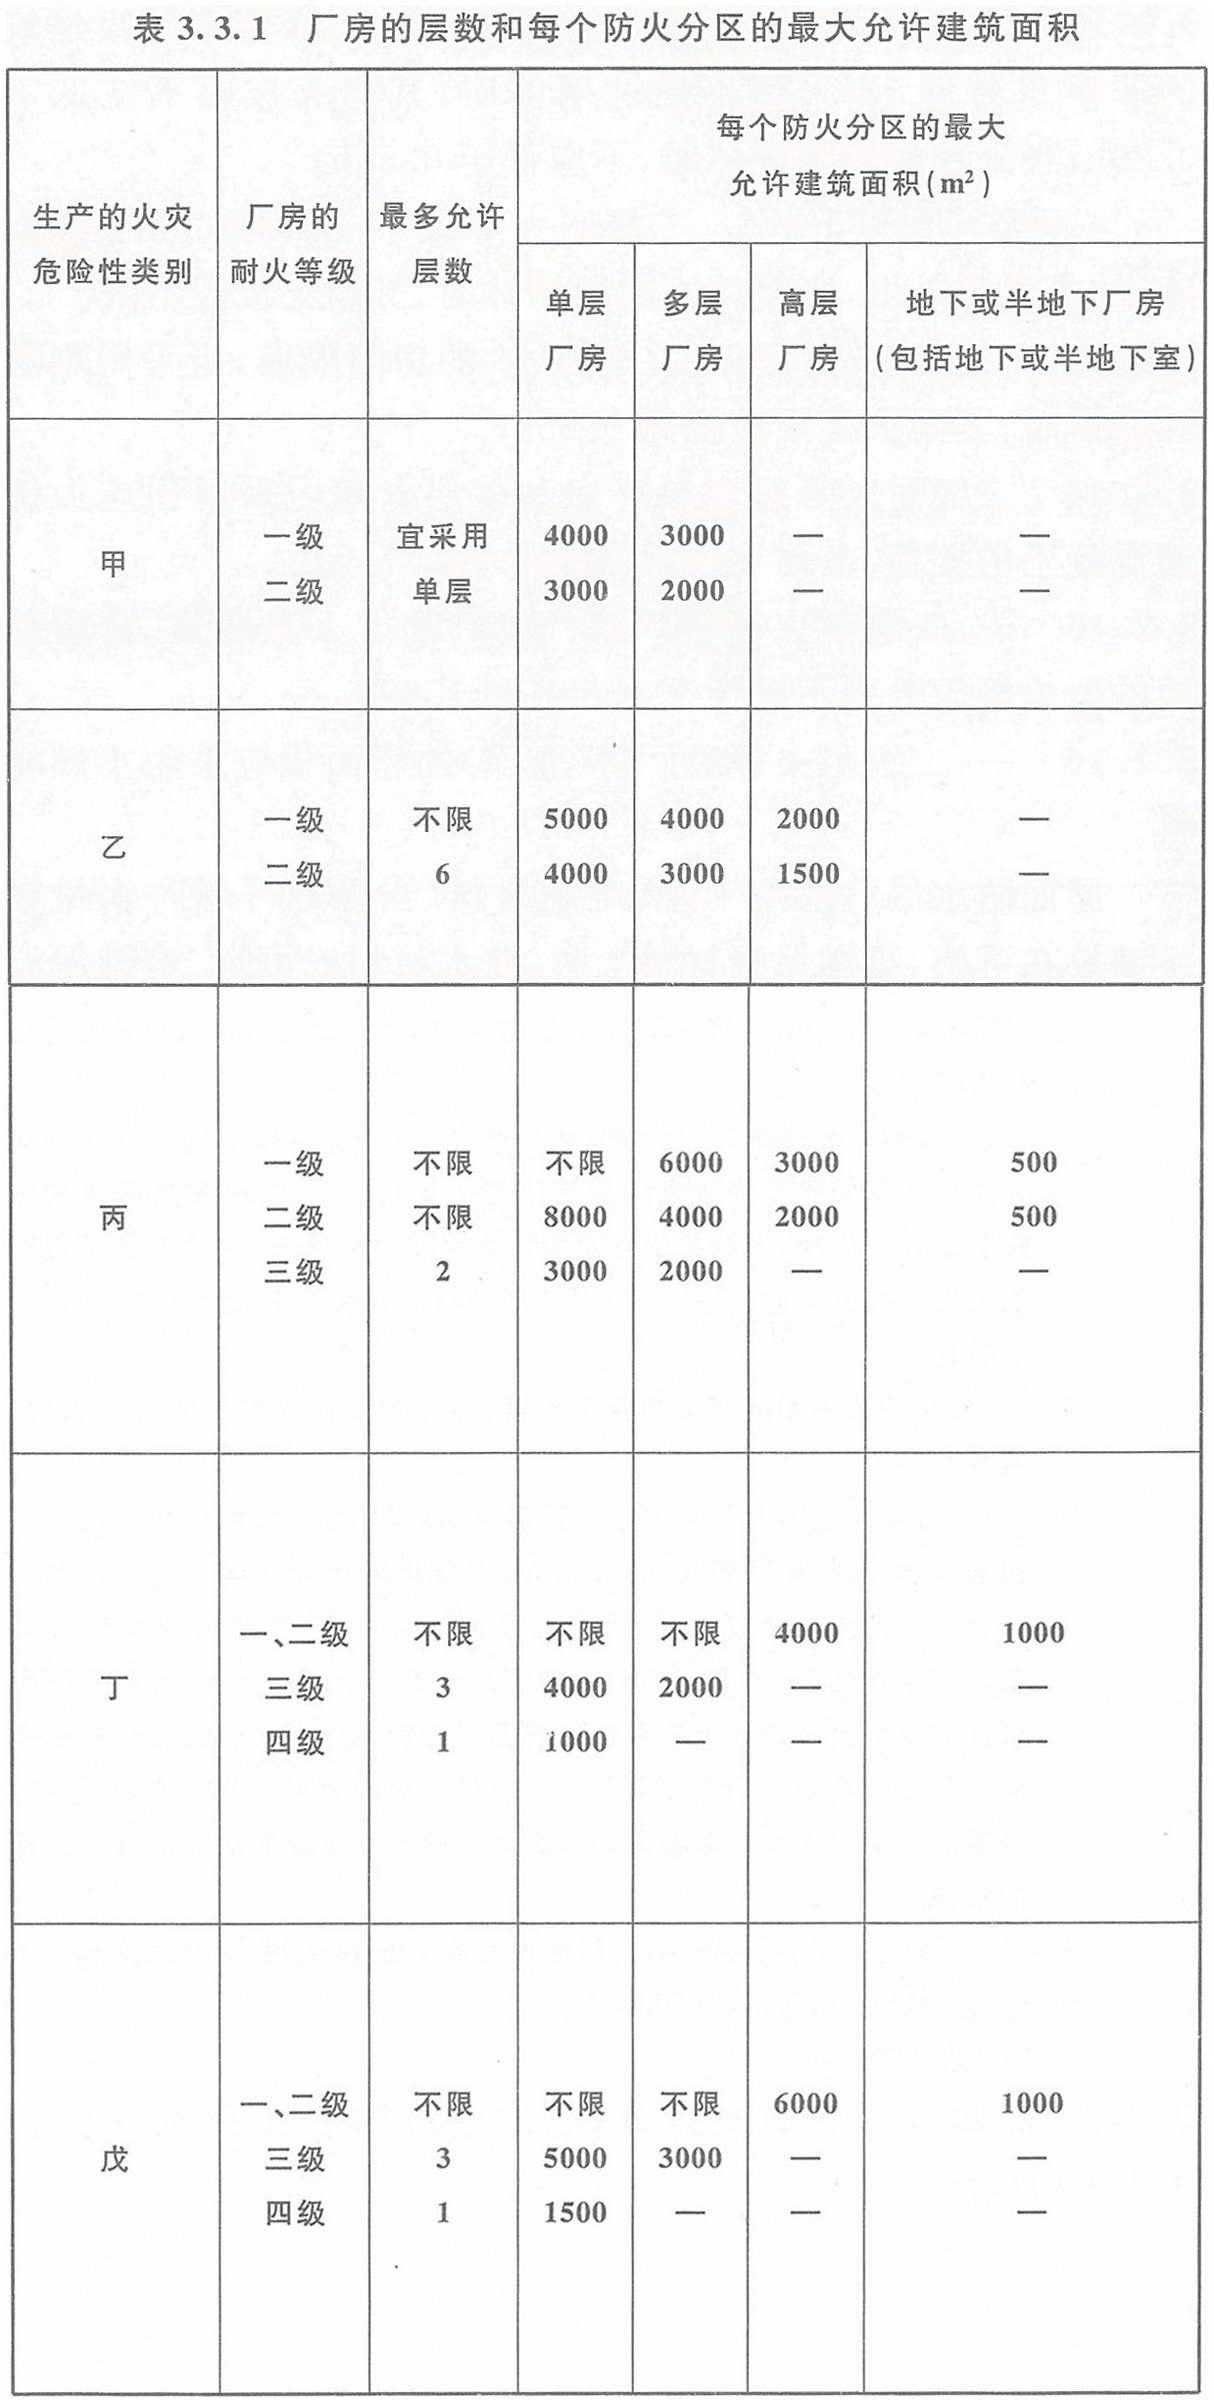 表 3.3.1 厂房的层数和每个防火分区的最大允许建筑面积
生产的火灾
危险性类别
厂房的
耐火等级
最多允许
层数
每个防火分区的最大
允许建筑面积(m²)
单层
厂房
多层
厂房
高层
厂房
地下或半地下厂房
(包括地下或半地下室)
甲
一级 宜采用 4000 3000 — —
二级 单层 3000 2000 — —
乙
一级 不限 5000 4000 2000 —
二级 6 4000 3000 1500 —
丙
一级 不限 不限 6000 3000 500
二级 不限 8000 4000 2000 500
三级 2 3000 2000 — —
丁
一、二级 不限 不限 不限 4000 1000
三级 3 4000 2000 — —
四级 1 1000 — — —
戊
一、二级 不限 不限 不限 6000 1000
三级 3 5000 3000 — —
四级 1 1500 — — —